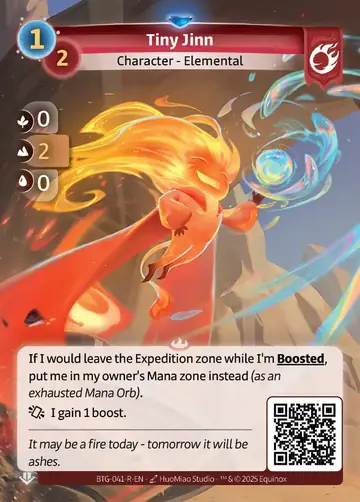 1
Tiny Jinn
2
Character - Elemental
0
2
0
If I would leave the Expedition zone while I'm Boosted,
put me in my owner's Mana zone instead (as an
exhausted Mana Orb).
I gain 1 boost.
It may be a fire today - tomorrow it will be
ashes.
BTG-041-R-EN - HuoMiao Studio - ™ & © 2025 Equinox